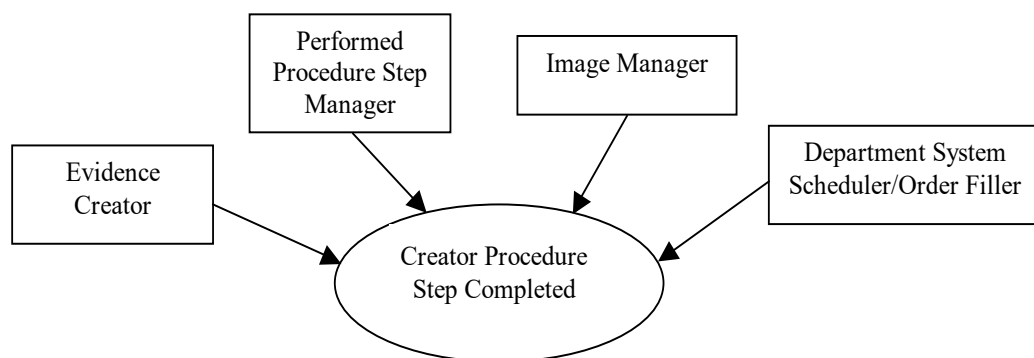 Performed
Procedure Step
Manager
Image Manager
Evidence
Creator
Department System
Scheduler/Order Filler
Creator Procedure
Step Completed